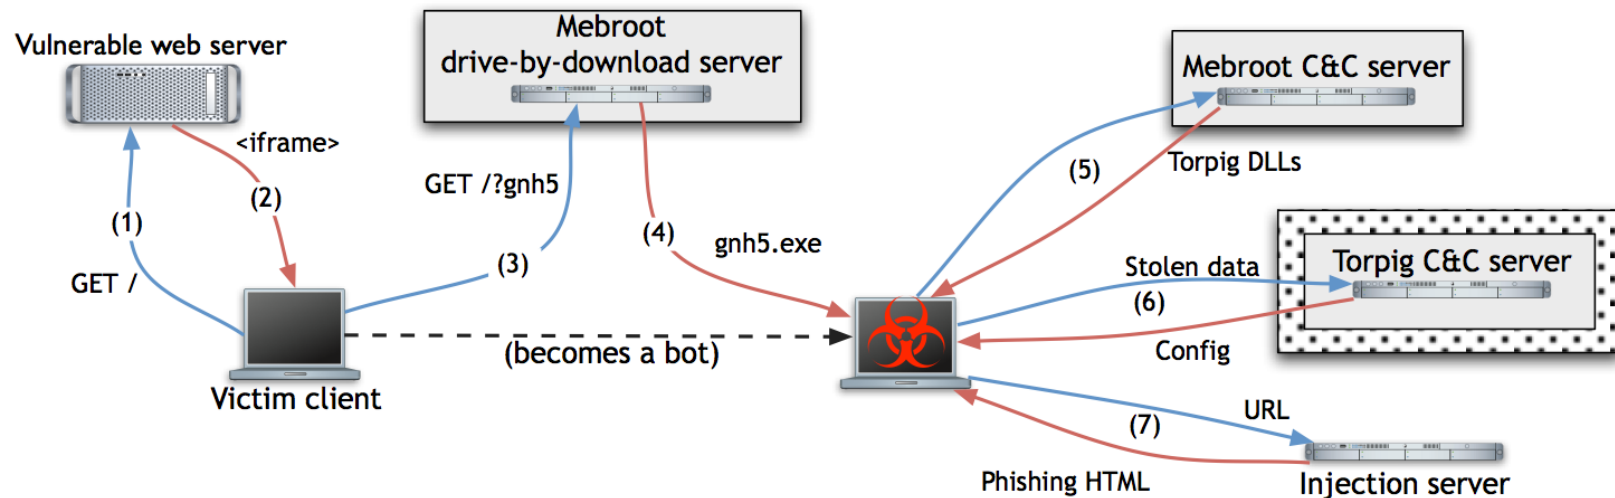 Vulnerable web server
Mebroot
drive-by-download server
Mebroot C&C server
<iframe>
(1)
(2)
GET /
GET /?gnh5
(3)
(4)
gnh5.exe
(5)
Torpig DLLs
Torpig C&C server
Stolen data
(6)
Config
(becomes a bot)
Victim client
URL
(7)
Phishing HTML
Injection server